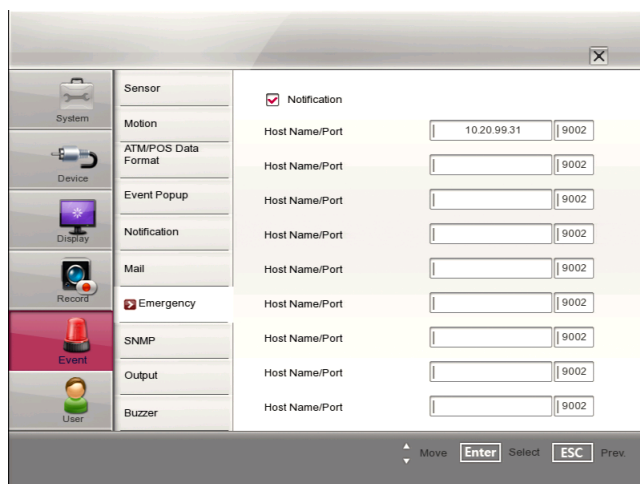 System
Device
Display
Record
Event
User
Sensor
Motion
ATM/POS Data
Format
Event Popup
Notification
Mail
Emergency
SNMP
Output
Buzzer
Notification
Host Name/Port 10.20.99.31 9002
Host Name/Port 9002
Host Name/Port 9002
Host Name/Port 9002
Host Name/Port 9002
Host Name/Port 9002
Host Name/Port 9002
Host Name/Port 9002
Host Name/Port 9002
Move Enter Select ESC Prev.